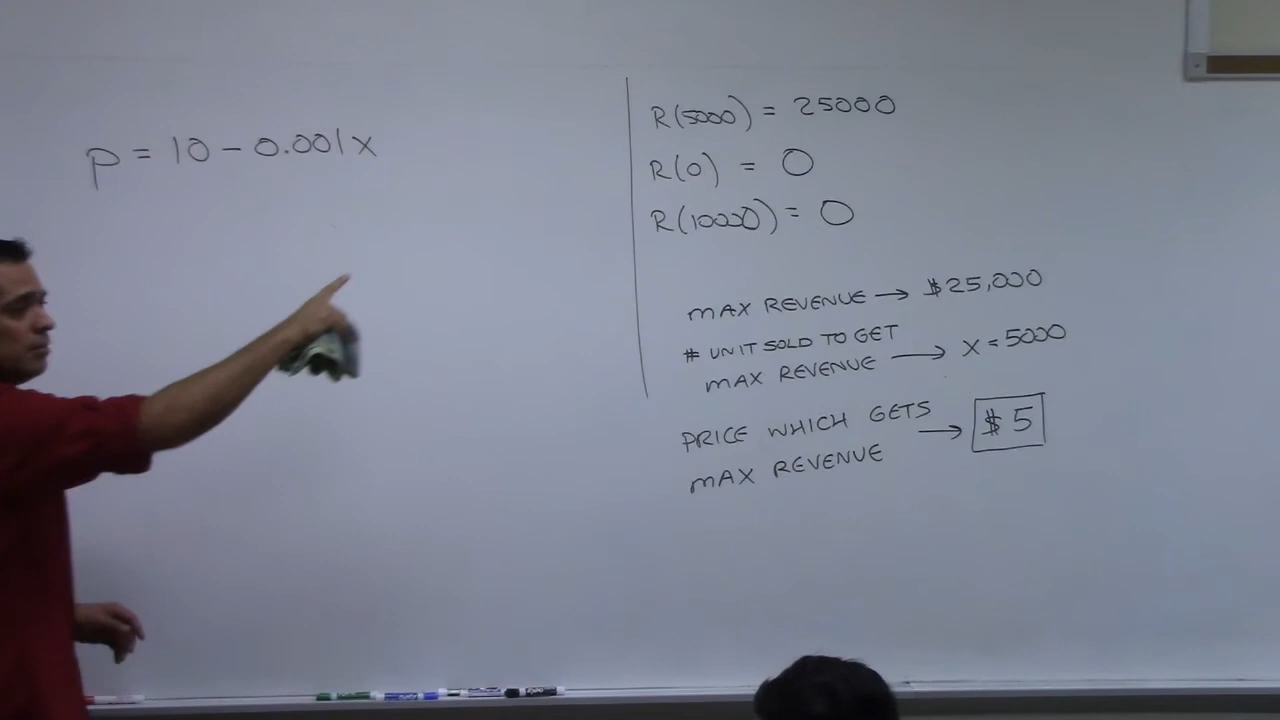 p = 10 - 0.001x
R(5000) = 25000
R(0) = 0
R(10000) = 0
MAX REVENUE → $25,000
# UNIT SOLD TO GET
MAX REVENUE → x = 5000
PRICE WHICH GETS
MAX REVENUE → $5